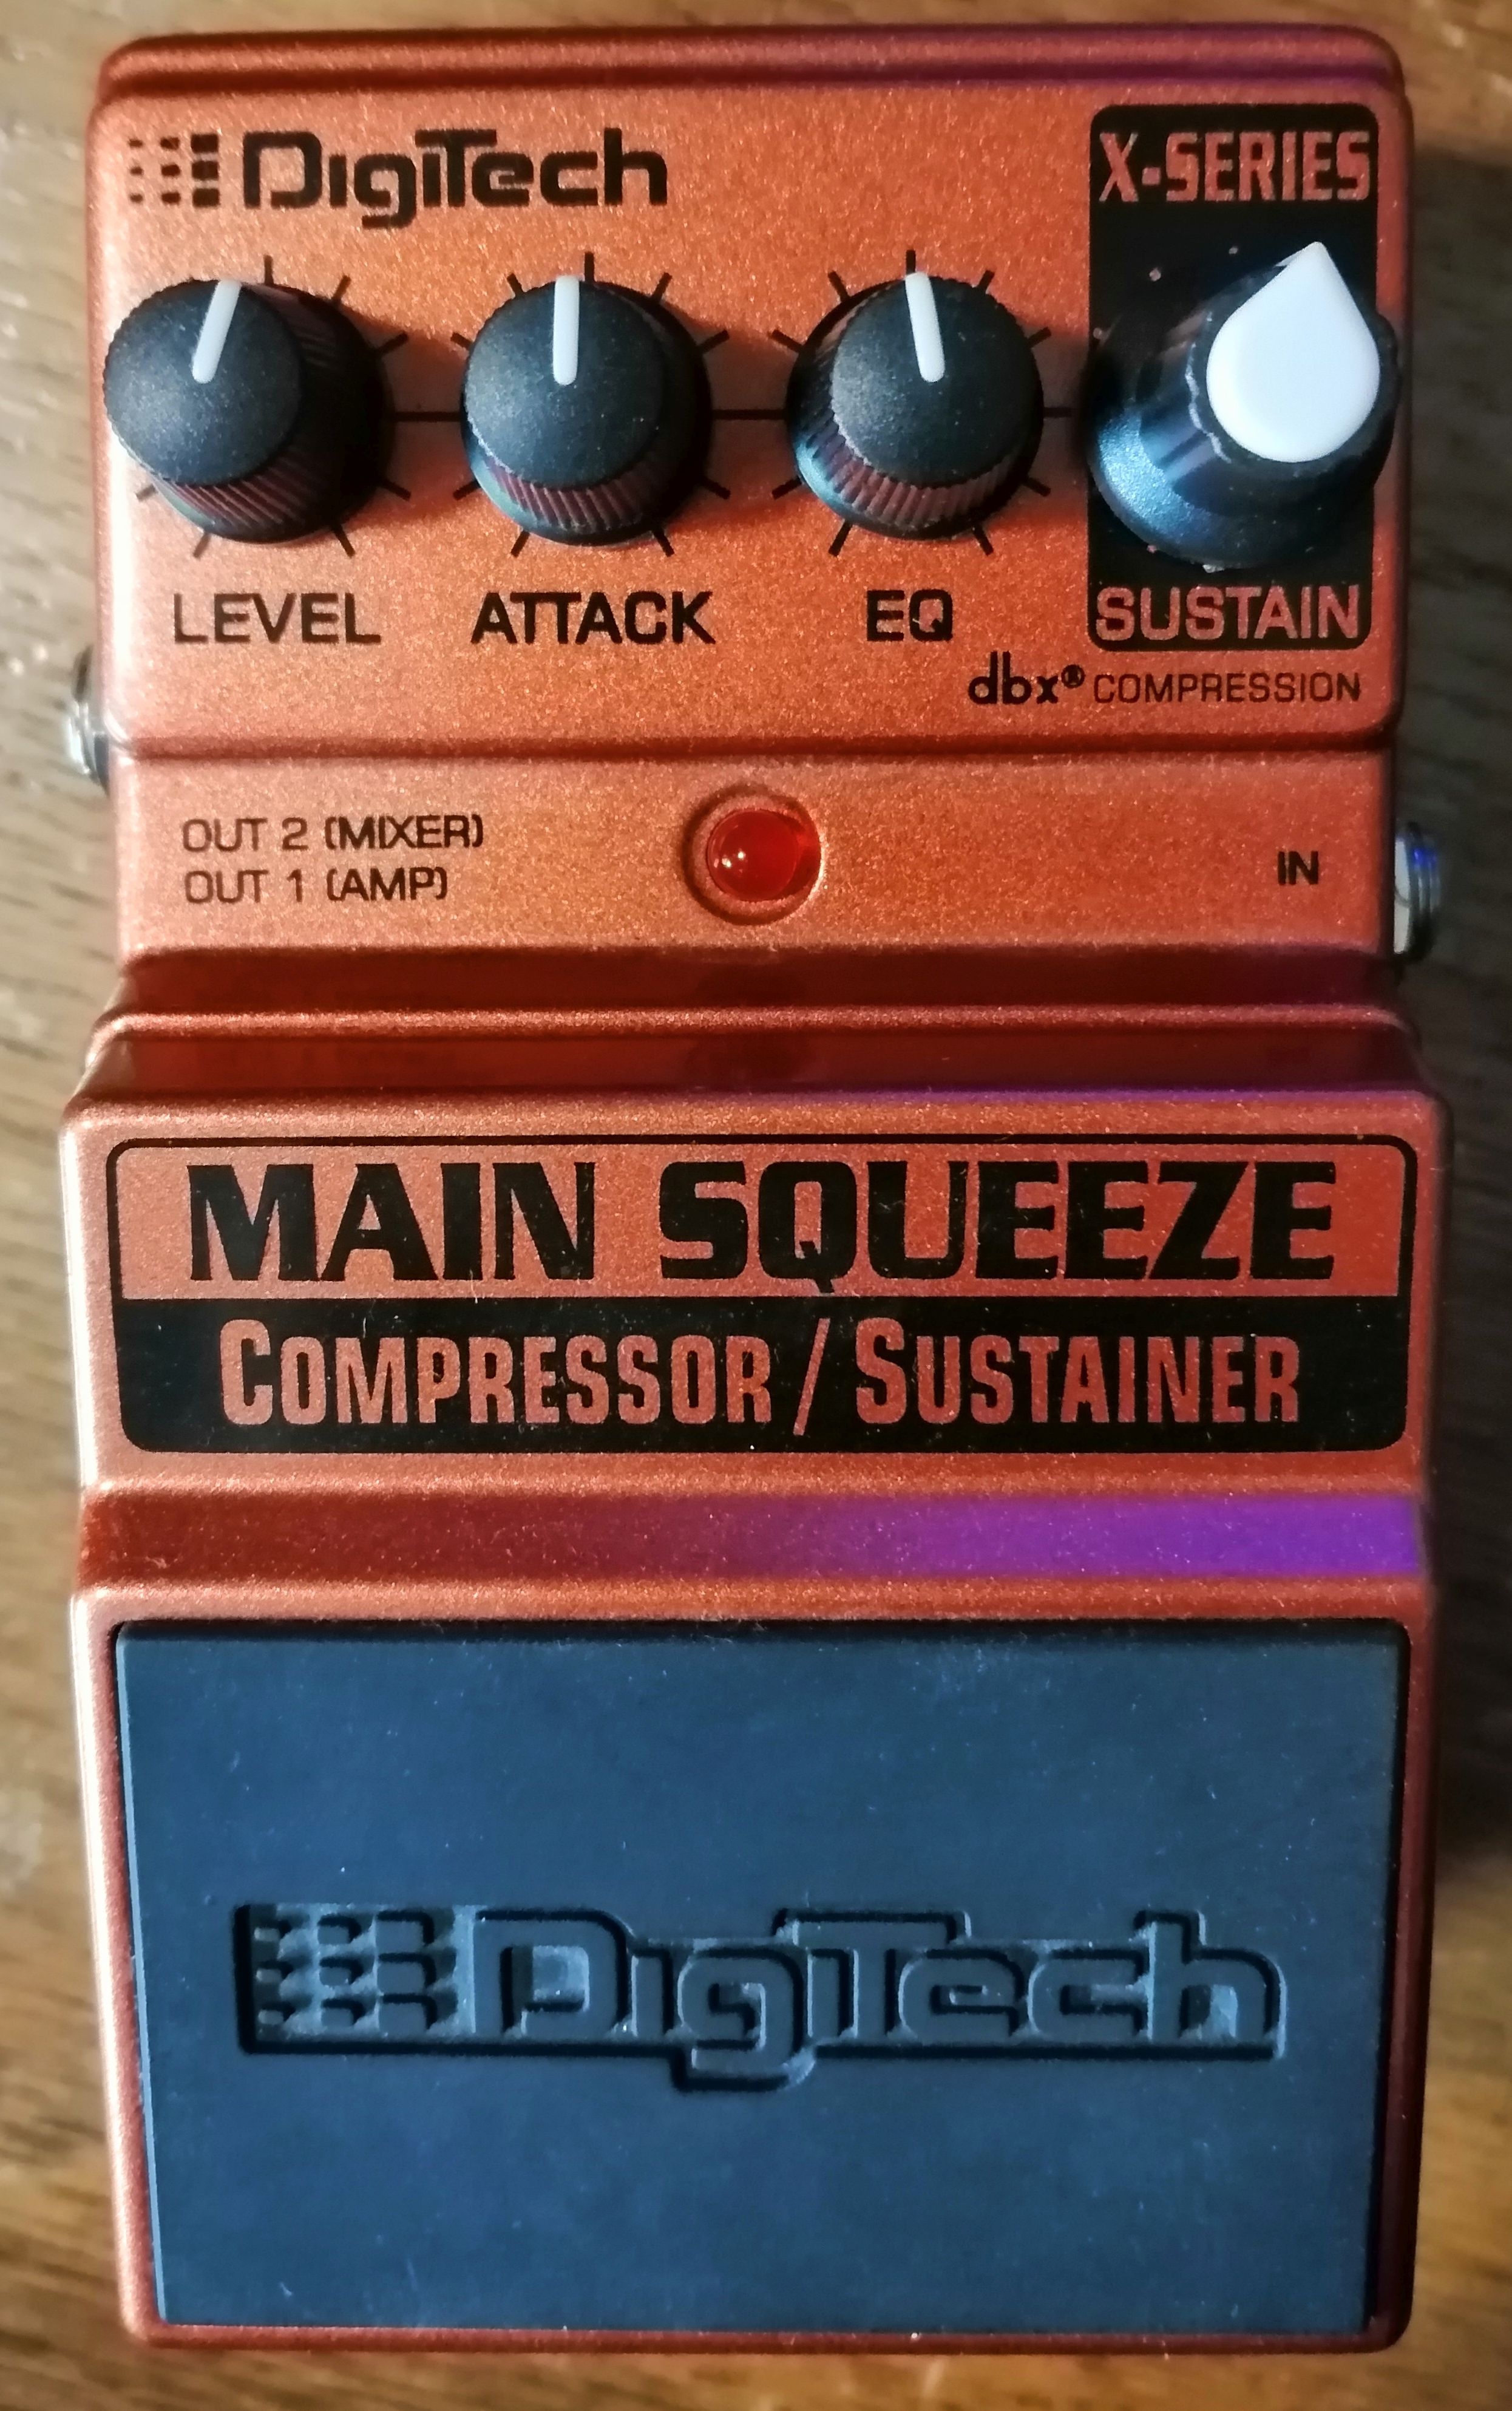 DigiTech
X-SERIES
LEVEL ATTACK EQ SUSTAIN
dbx® COMPRESSION
OUT 2 (MIXER)
OUT 1 (AMP)
IN
MAIN SQUEEZE
COMPRESSOR / SUSTAINER
DigiTech